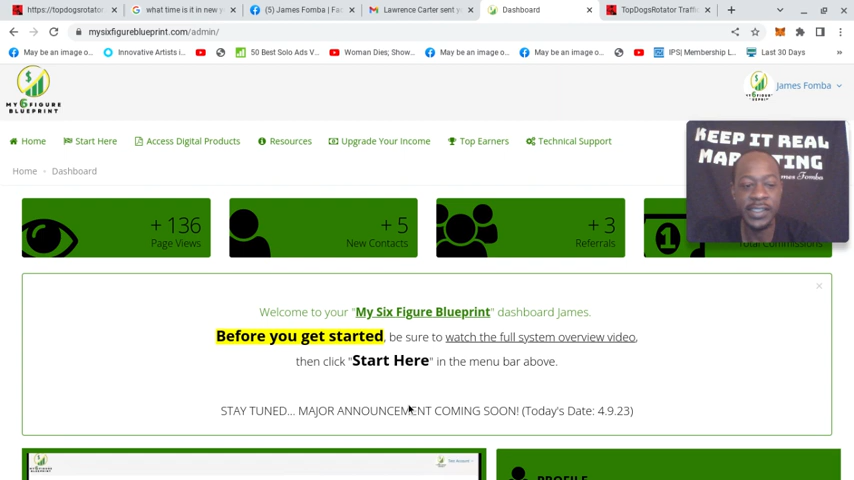 https://topdogsrotator.
what time is it in new y
(5) James Fomba | Fac
Lawrence Carter sent y
Dashboard
TopDogsRotator Traffi
mysixfigureblueprint.com/admin/
May be an image o...
Innovative Artists i...
50 Best Solo Ads V...
Woman Dies; Show...
May be an image o...
May be an image o...
IPS| Membership L...
Last 30 Days
MY 6 FIGURE
BLUEPRINT
James Fomba
Home
Start Here
Access Digital Products
Resources
Upgrade Your Income
Top Earners
Technical Support
KEEP IT REAL
MAR TING
James Fomba
Home
Dashboard
+ 136
Page Views
+ 5
New Contacts
+ 3
Referrals
1
Total Commissions
Welcome to your "My Six Figure Blueprint" dashboard James.
Before you get started, be sure to watch the full system overview video,
then click "Start Here" in the menu bar above.
STAY TUNED... MAJOR ANNOUNCEMENT COMING SOON! (Today's Date: 4.9.23)
PROFILE